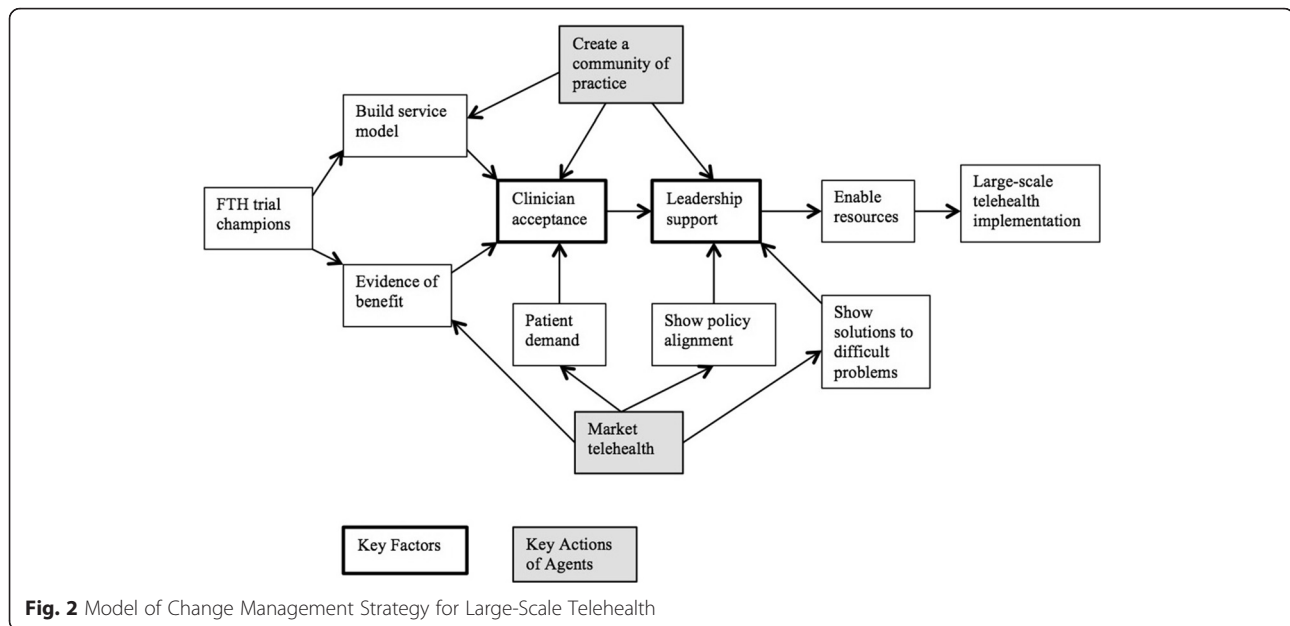 Create a
community of
practice
Build service
model
FTH trial
champions
Clinician
acceptance
Leadership
support
Enable
resources
Large-scale
telehealth
implementation
Evidence of
benefit
Patient
demand
Show policy
alignment
Show
solutions to
difficult
problems
Market
telehealth
Key Factors
Key Actions
of Agents
Fig. 2 Model of Change Management Strategy for Large-Scale Telehealth